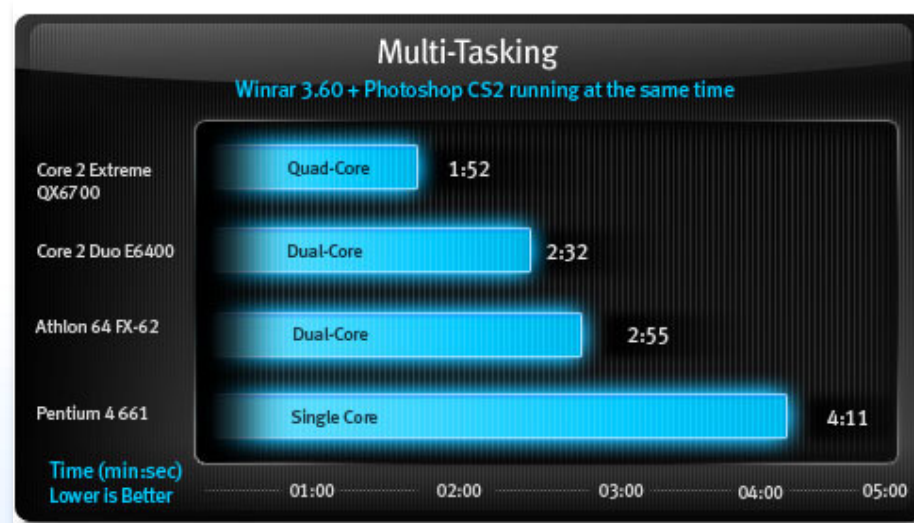 Multi-Tasking
Winrar 3.60 + Photoshop CS2 running at the same time
Core 2 Extreme
QX6700
Quad-Core
1:52
Core 2 Duo E6400
Dual-Core
2:32
Athlon 64 FX-62
Dual-Core
2:55
Pentium 4 661
Single Core
4:11
Time (min:sec)
Lower is Better
01:00 02:00 03:00 04:00 05:00